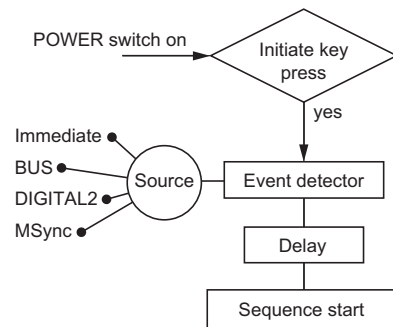 POWER switch on
Initiate key
press
yes
Immediate
BUS
DIGITAL2
MSync
Source
Event detector
Delay
Sequence start